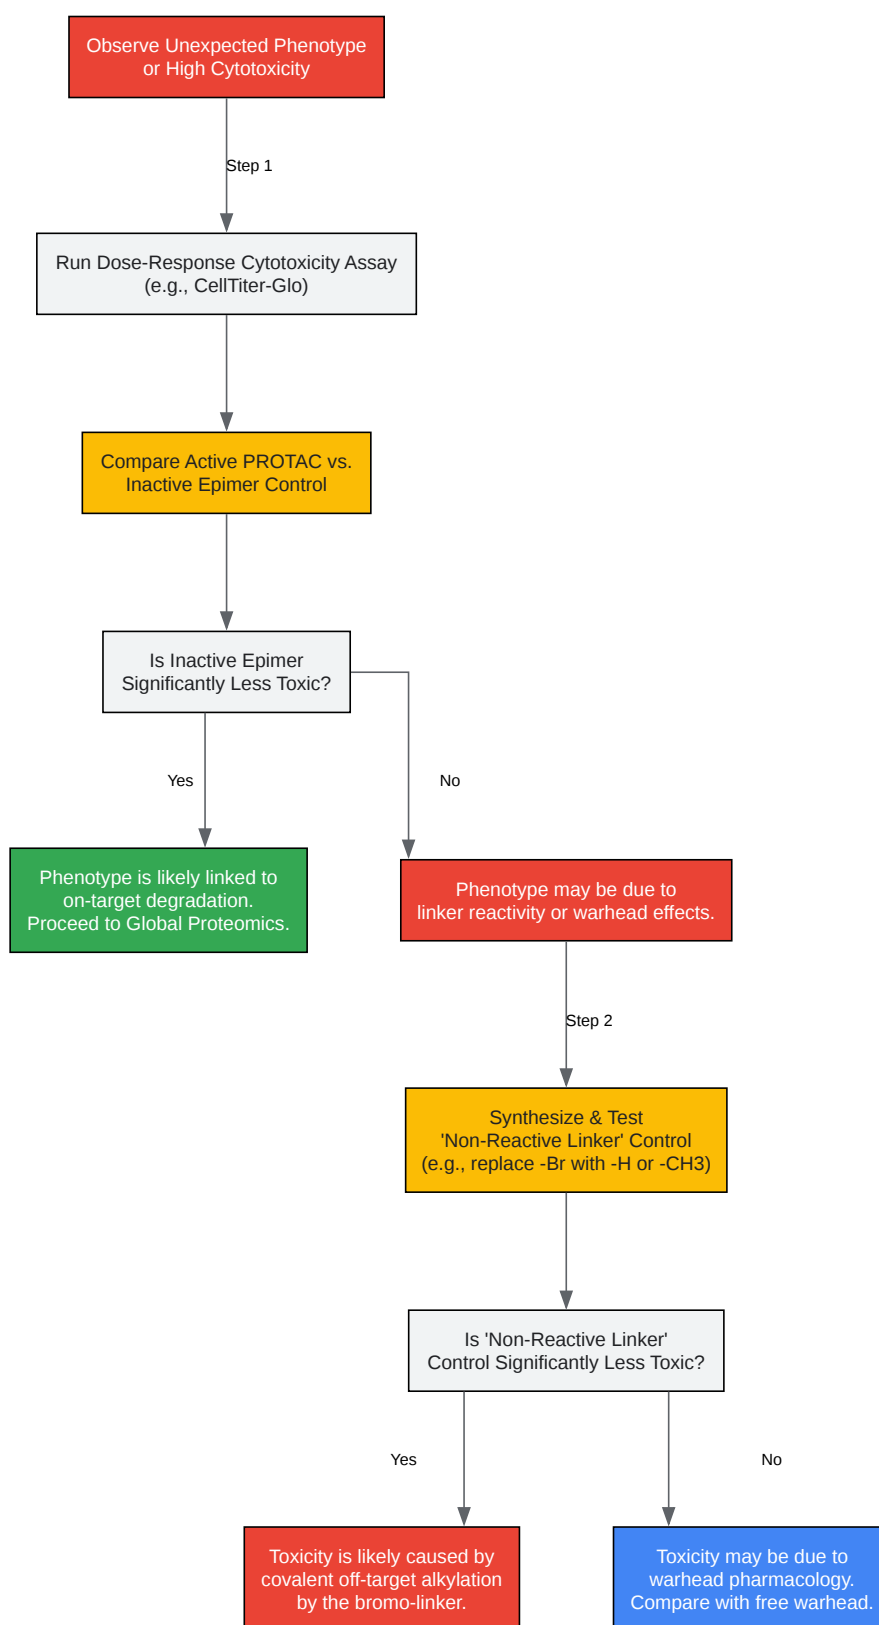 Observe Unexpected Phenotype
or High Cytotoxicity
Step 1
Run Dose-Response Cytotoxicity Assay
(e.g., CellTiter-Glo)
Compare Active PROTAC vs.
Inactive Epimer Control
Is Inactive Epimer
Significantly Less Toxic?
Yes
No
Phenotype is likely linked to
on-target degradation.
Proceed to Global Proteomics.
Phenotype may be due to
linker reactivity or warhead effects.
Step 2
Synthesize & Test
'Non-Reactive Linker' Control
(e.g., replace -Br with -H or -CH3)
Is 'Non-Reactive Linker'
Control Significantly Less Toxic?
Yes
No
Toxicity is likely caused by
covalent off-target alkylation
by the bromo-linker.
Toxicity may be due to
warhead pharmacology.
Compare with free warhead.